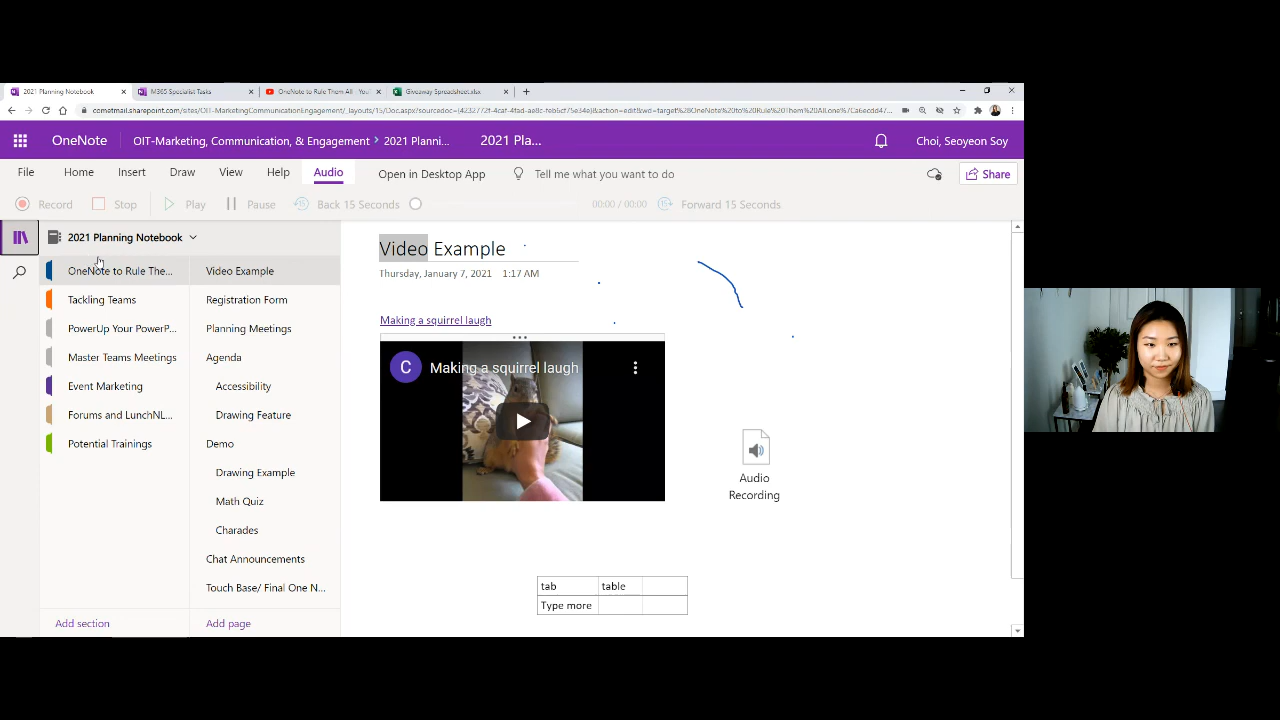 2021 Planning Notebook
M365 Specialist Tasks
OneNote to Rule Them All - You
Giveaway Spreadsheet.xlsx
OneNote
OIT-Marketing, Communication, & Engagement
2021 Planni...
2021 Pla...
Choi, Seoyeon Soy
File
Home
Insert
Draw
View
Help
Audio
Open in Desktop App
Tell me what you want to do
Share
Record
Stop
Play
Pause
Back 15 Seconds
00:00 / 00:00
Forward 15 Seconds
2021 Planning Notebook
OneNote to Rule The...
Tackling Teams
PowerUp Your PowerP...
Master Teams Meetings
Event Marketing
Forums and LunchNL...
Potential Trainings
Add section
Video Example
Registration Form
Planning Meetings
Agenda
Accessibility
Drawing Feature
Demo
Drawing Example
Math Quiz
Charades
Chat Announcements
Touch Base/ Final One N...
Add page
Video Example
Thursday, January 7, 2021 1:17 AM
Making a squirrel laugh
C
Making a squirrel laugh
Audio
Recording
tab table
Type more